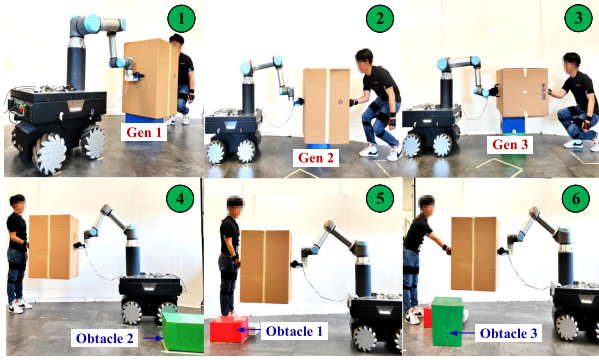 1
2
3
Gen 1
Gen 2
Gen 3
4
5
6
Obtacle 2
Obtacle 1
Obtacle 3